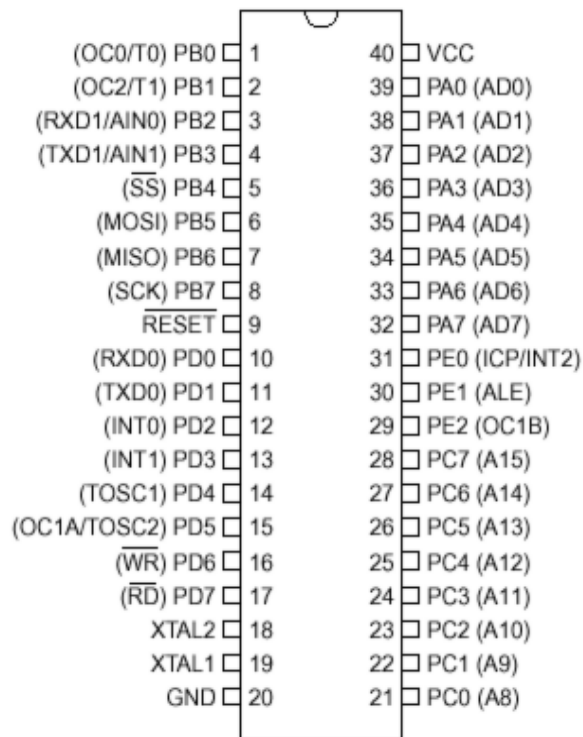 (OC0/T0) PB0 1 40 VCC
(OC2/T1) PB1 2 39 PA0 (AD0)
(RXD1/AIN0) PB2 3 38 PA1 (AD1)
(TXD1/AIN1) PB3 4 37 PA2 (AD2)
(S̅S̅) PB4 5 36 PA3 (AD3)
(MOSI) PB5 6 35 PA4 (AD4)
(MISO) PB6 7 34 PA5 (AD5)
(SCK) PB7 8 33 PA6 (AD6)
R̅E̅S̅E̅T̅ 9 32 PA7 (AD7)
(RXD0) PD0 10 31 PE0 (ICP/INT2)
(TXD0) PD1 11 30 PE1 (ALE)
(INT0) PD2 12 29 PE2 (OC1B)
(INT1) PD3 13 28 PC7 (A15)
(TOSC1) PD4 14 27 PC6 (A14)
(OC1A/TOSC2) PD5 15 26 PC5 (A13)
(W̅R̅) PD6 16 25 PC4 (A12)
(R̅D̅) PD7 17 24 PC3 (A11)
XTAL2 18 23 PC2 (A10)
XTAL1 19 22 PC1 (A9)
GND 20 21 PC0 (A8)